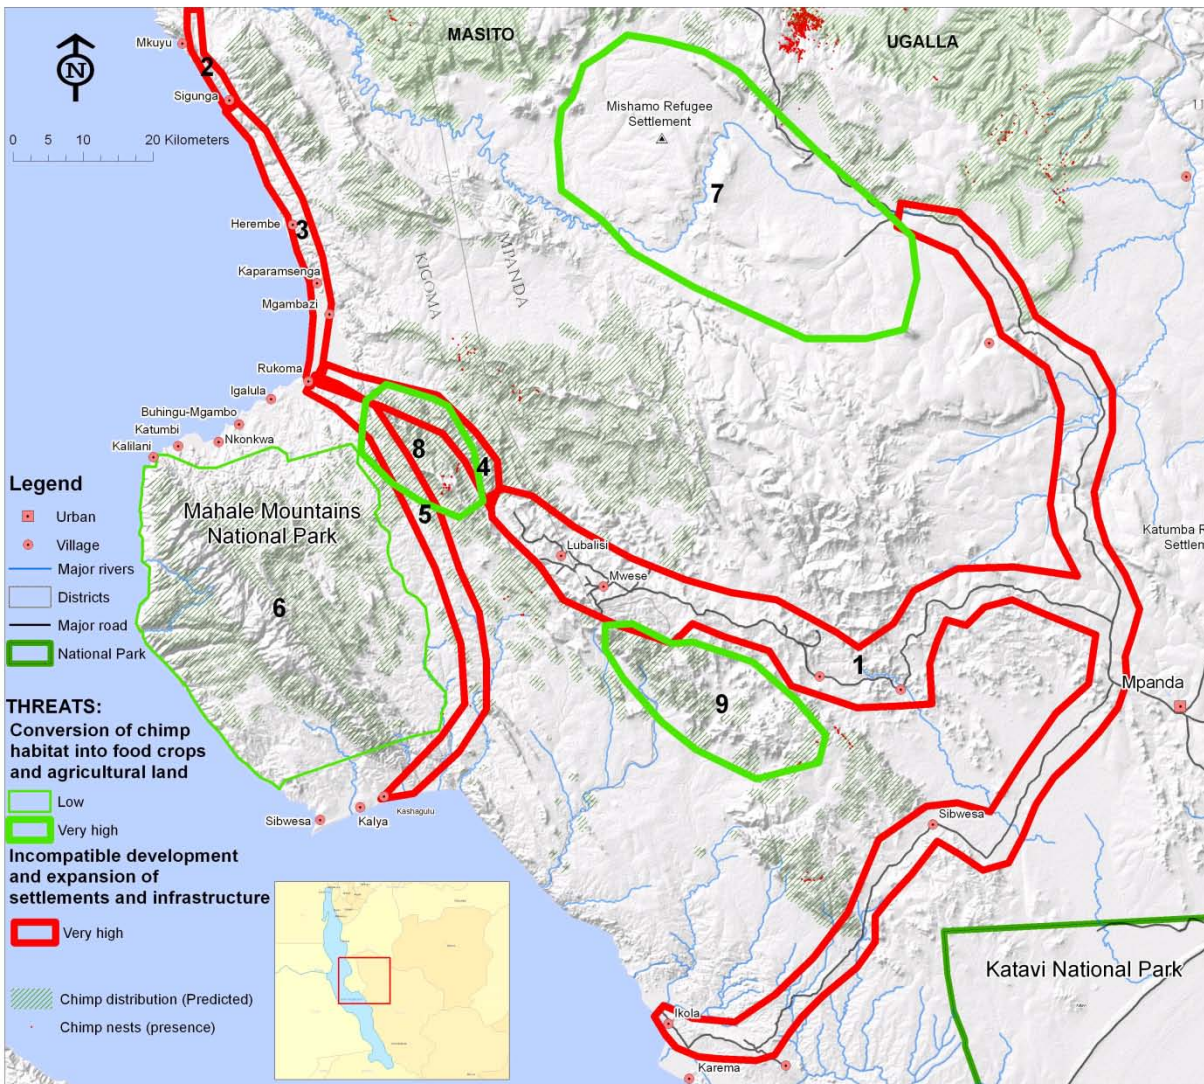 MASITO
UGALLA
Mkuyu
2
N
Sigunga
Mishamo Refugee
Settlement
0 5 10 20 Kilometers
7
Herembe
3
MPANDA
KIGOMA
Kaparamsenga
Mgambazi
Rukoma
Igalula
Buhingu-Mgambo
Katumbi
Nkonkwa
Kalilani
8
4
5
Mahale Mountains
National Park
6
Lubalisi
Mwese
Katumba R
1
9
Mpanda
Kashagulu
Sibwesa
Kalya
Sibwesa
Katavi National Park
Ikola
Karema
Legend
Urban
Village
Major rivers
Districts
Major road
National Park
THREATS:
Conversion of chimp
habitat into food crops
and agricultural land
Low
Very high
Incompatible development
and expansion of
settlements and infrastructure
Very high
Chimp distribution (Predicted)
Chimp nests (presence)